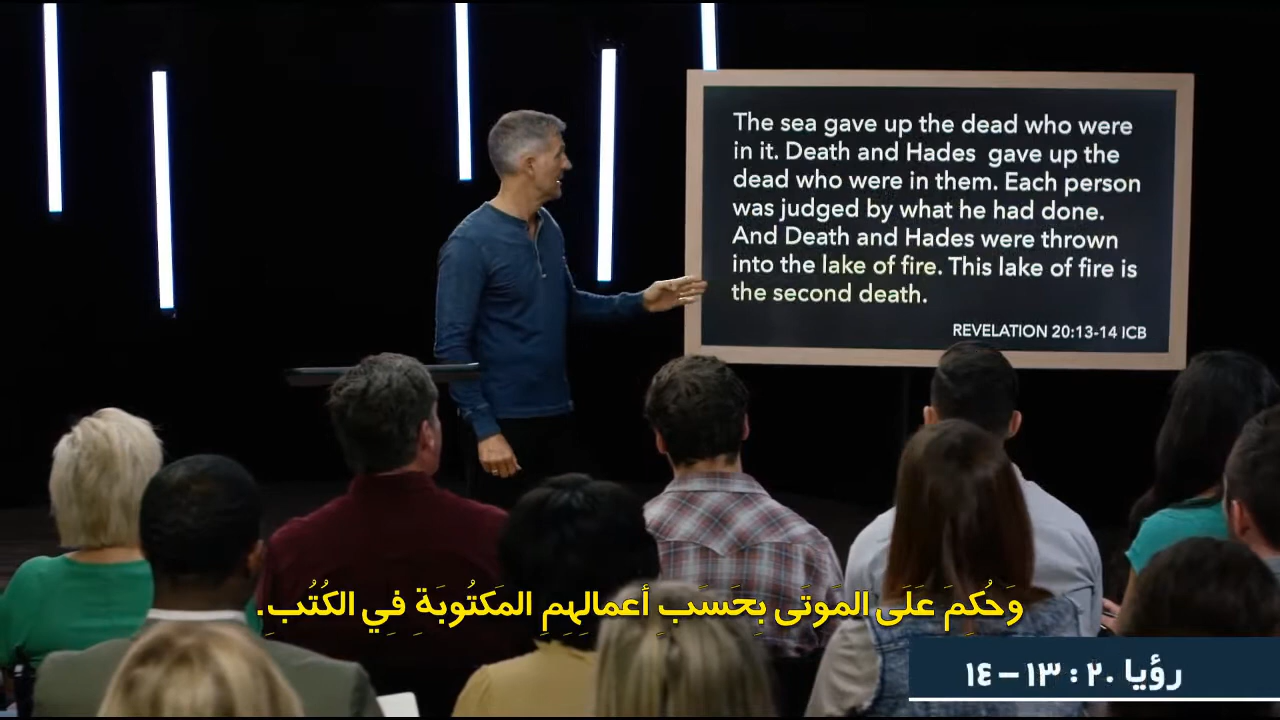 The sea gave up the dead who were
in it. Death and Hades gave up the
dead who were in them. Each person
was judged by what he had done.
And Death and Hades were thrown
into the lake of fire. This lake of fire is
the second death.
REVELATION 20:13-14 ICB
وَحُكِمَ عَلَى المَوتَى بِحَسَبِ أعمالِهِمِ المَكتُوبَةِ فِي الكُتُبِ.
رؤيا ٢٠ : ١٣ – ١٤